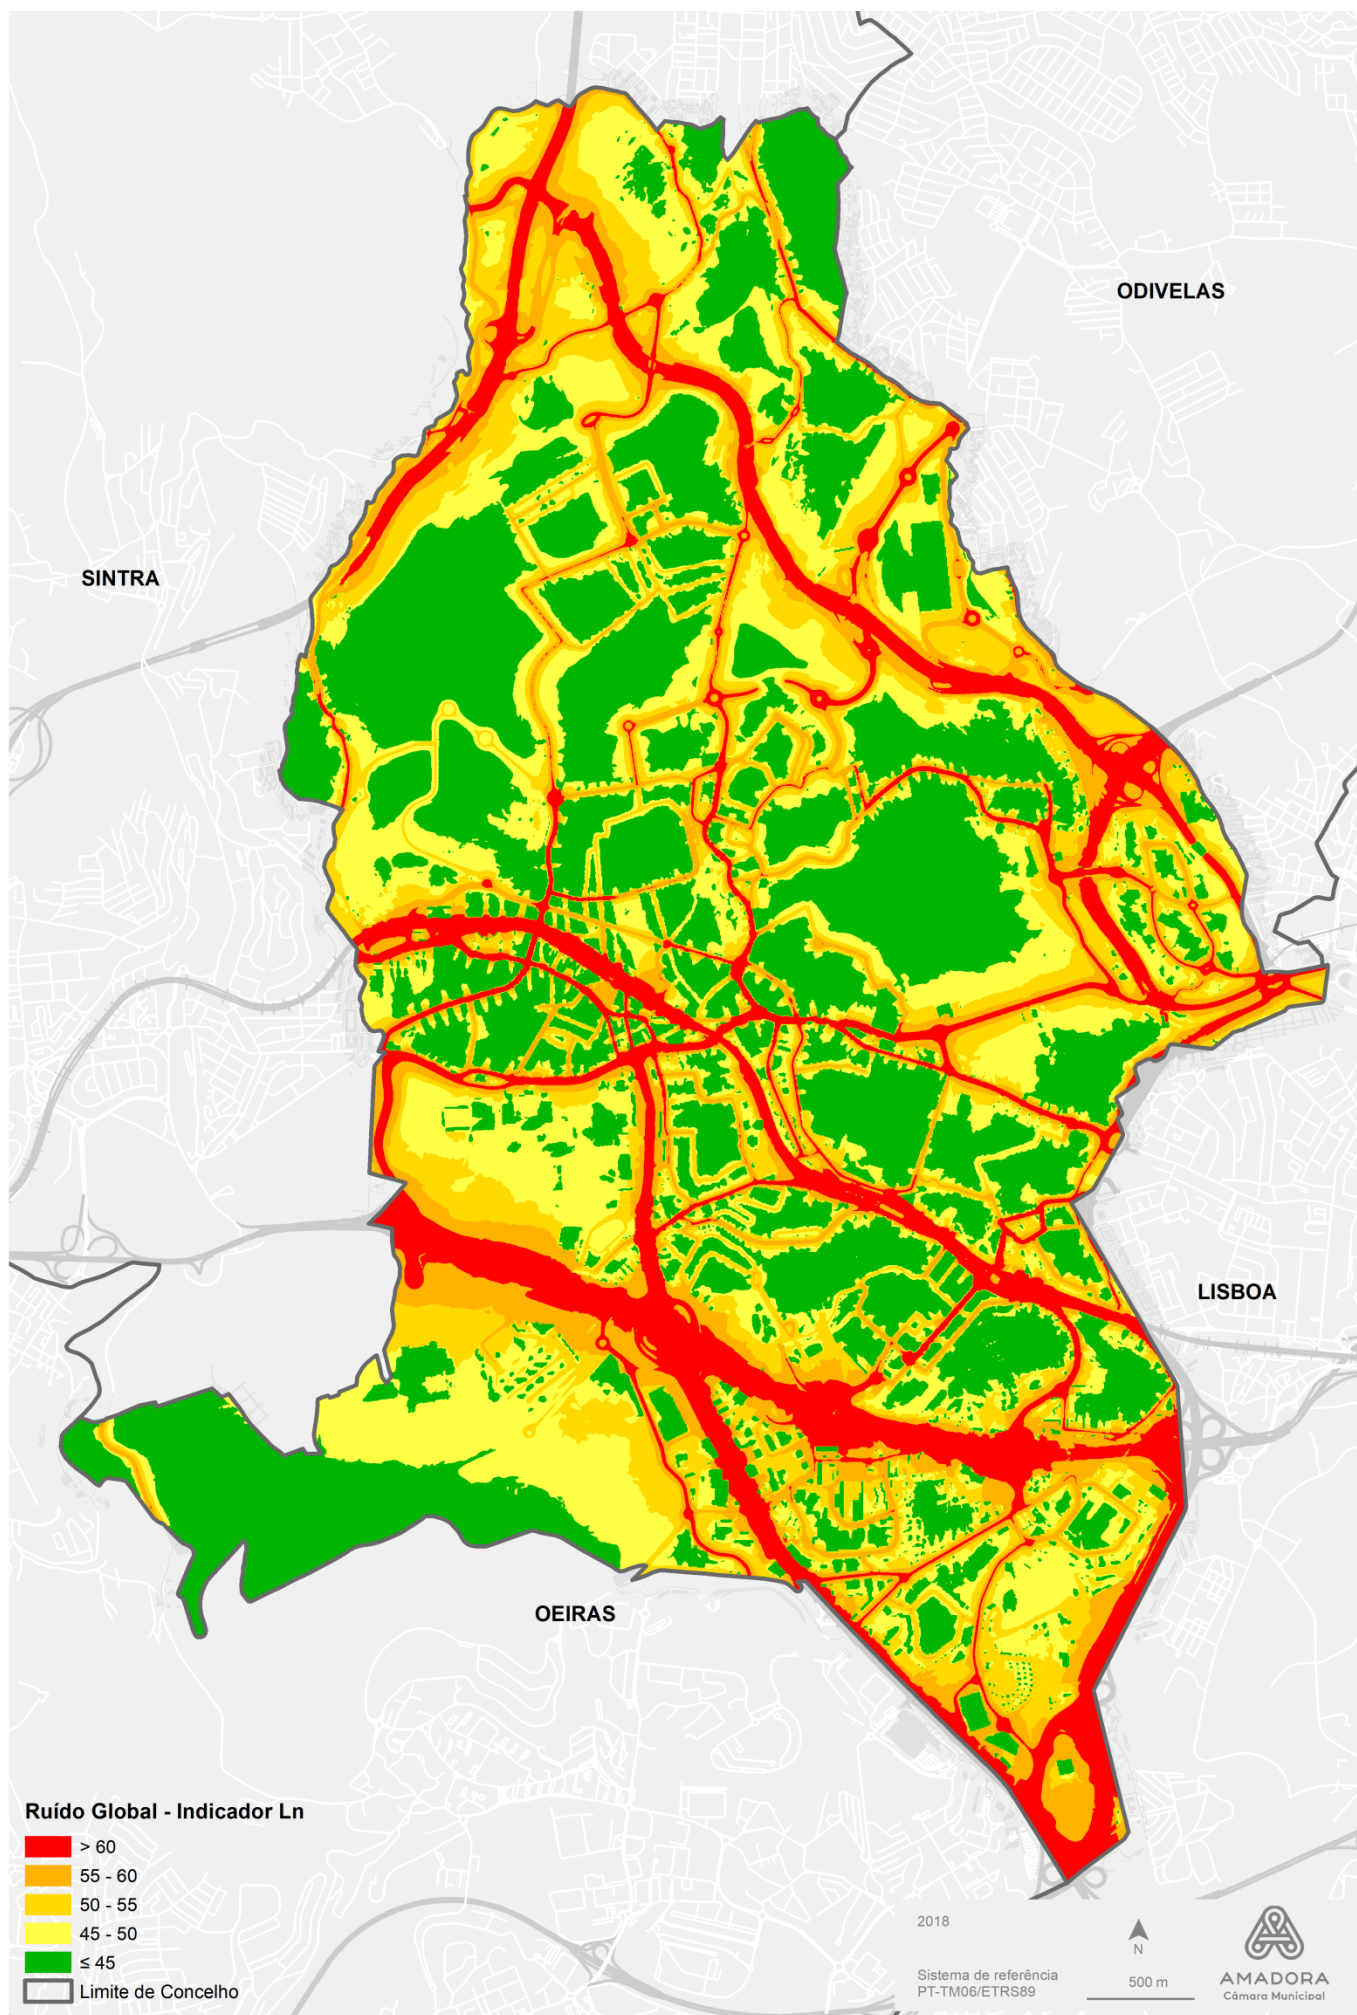 ODIVELAS
SINTRA
LISBOA
OEIRAS
Ruído Global - Indicador Ln
> 60
55 - 60
50 - 55
45 - 50
≤ 45
Limite de Concelho
2018
N
Sistema de referência
PT-TM06/ETRS89
500 m
AMADORA
Câmara Municipal